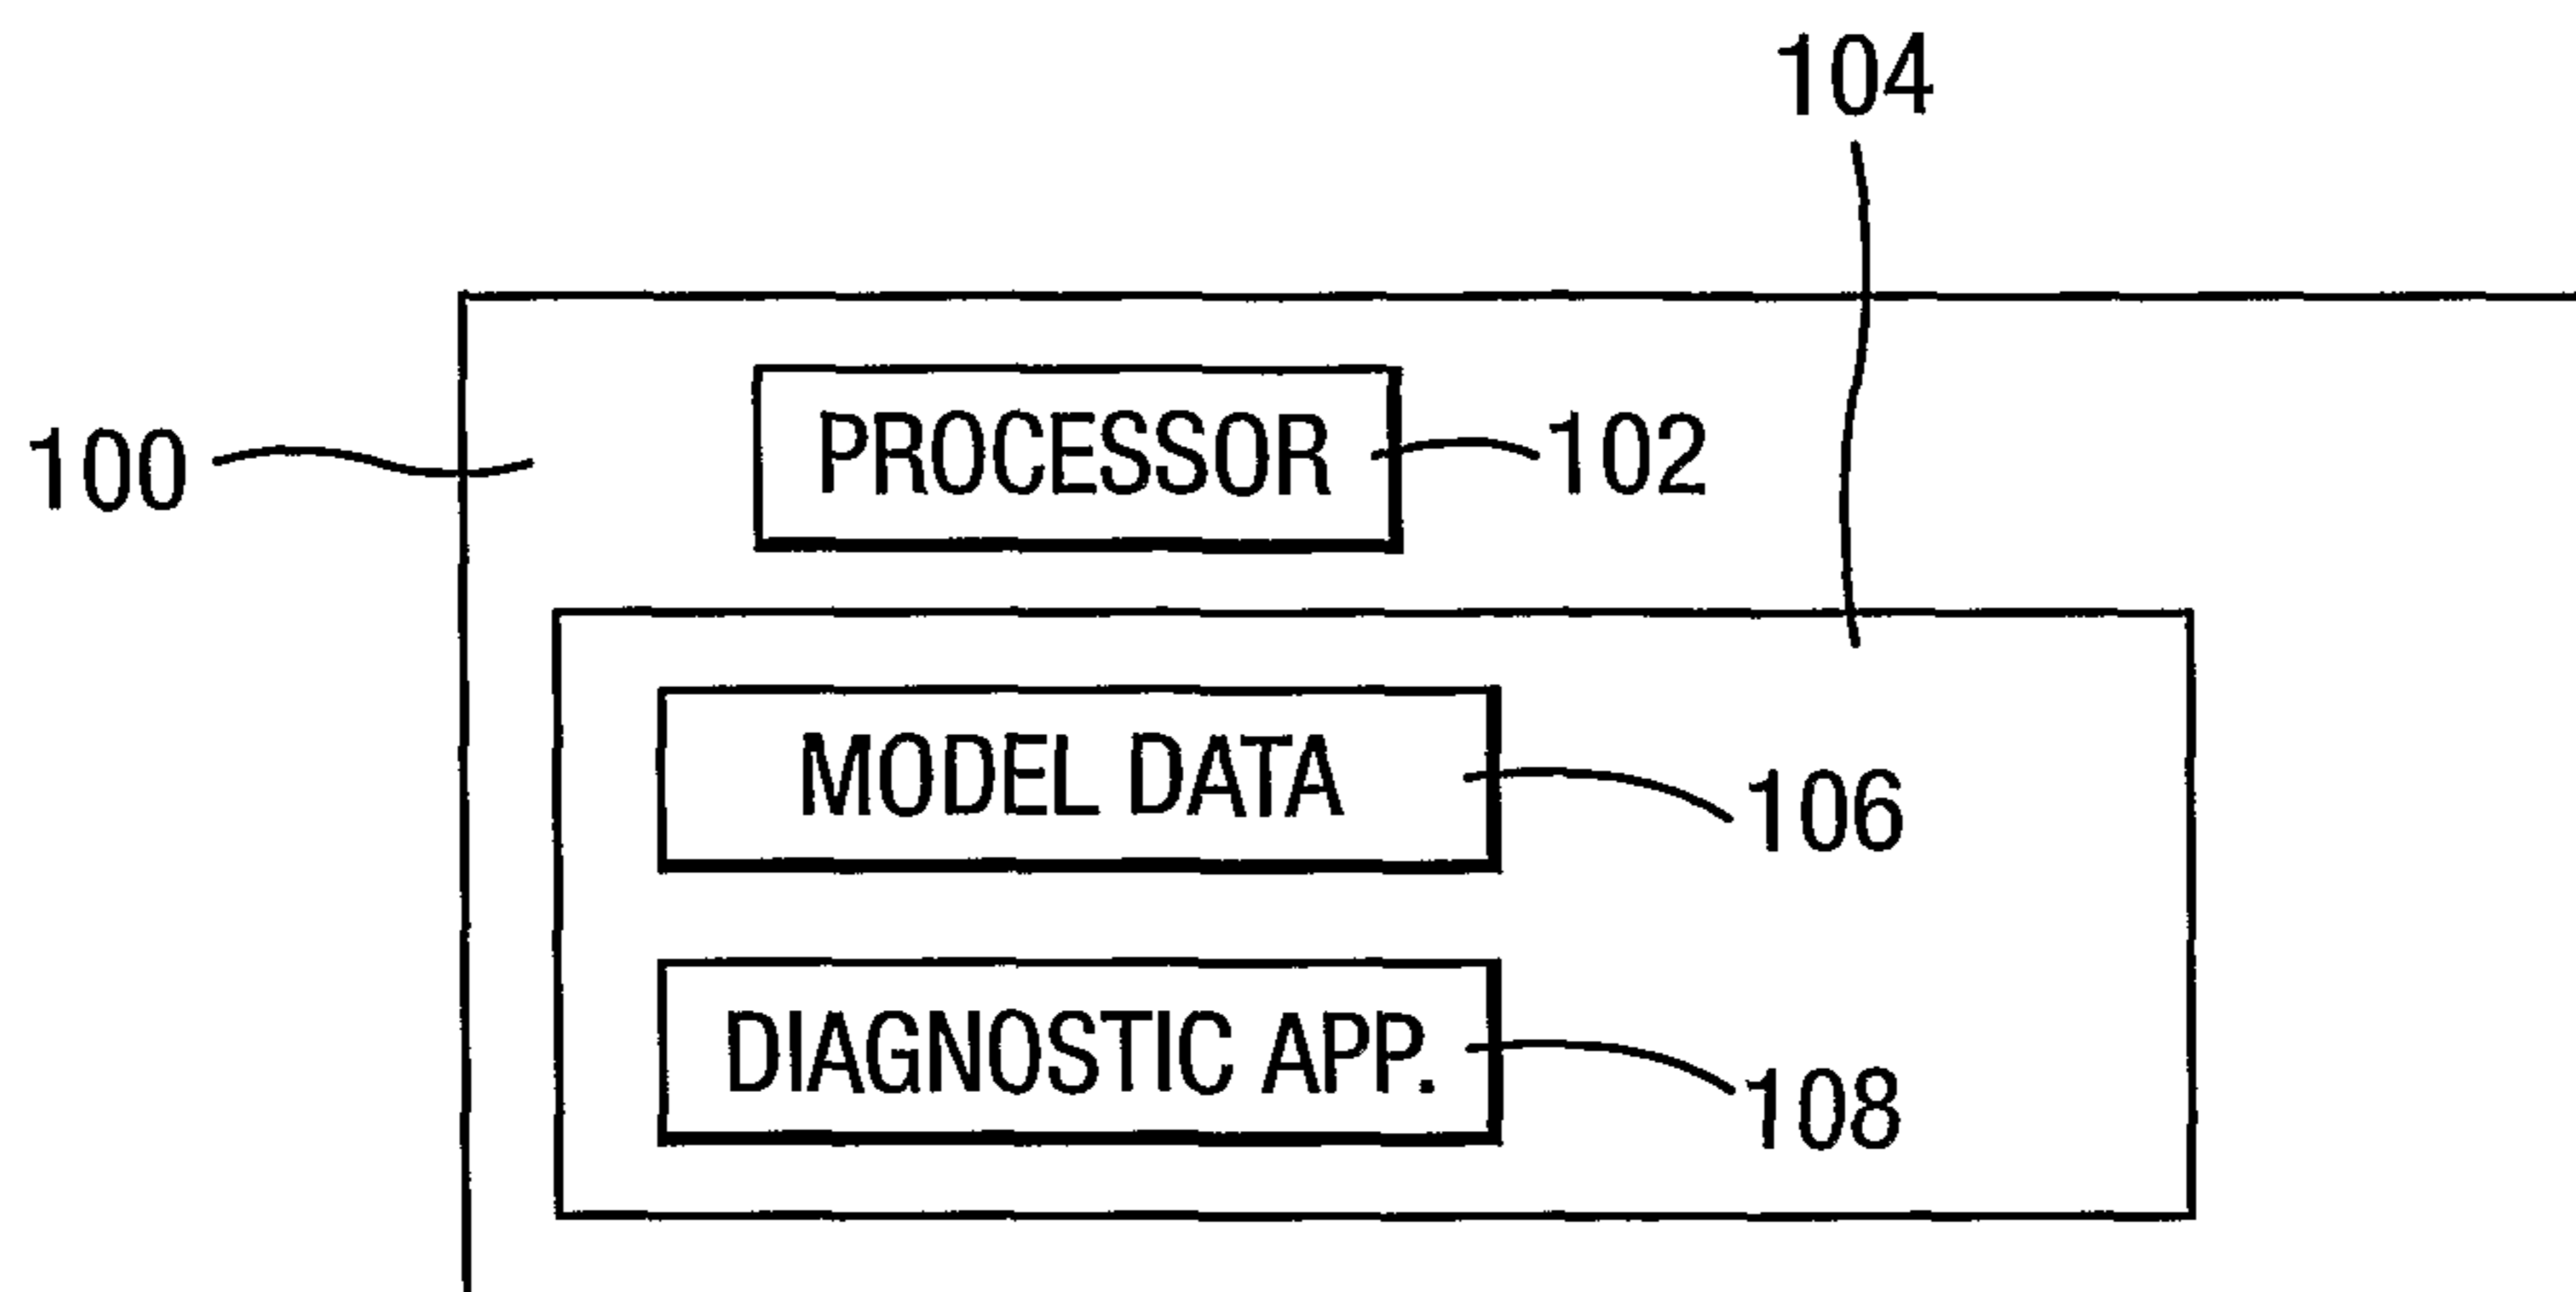 104
PROCESSOR
100
102
MODEL DATA
106
DIAGNOSTIC APP.
108